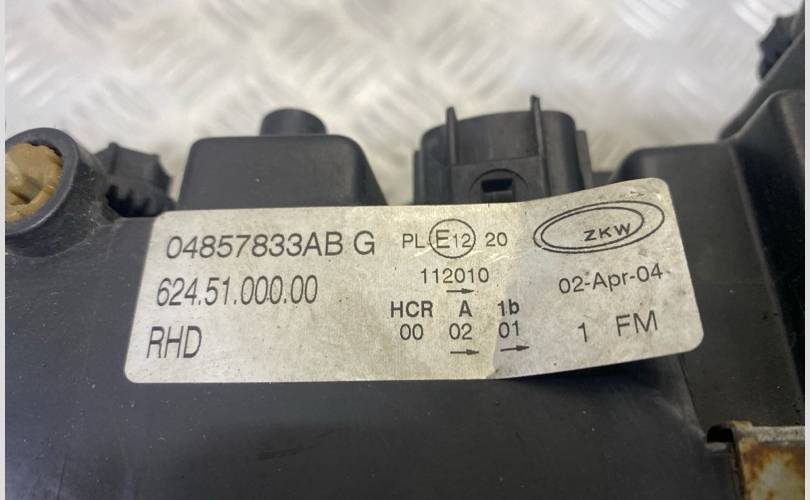 04857833AB G PL E12 20 ZKW
624.51.000.00 112010 02-Apr-04
HCR A 1b
RHD 00 02 01 1 FM